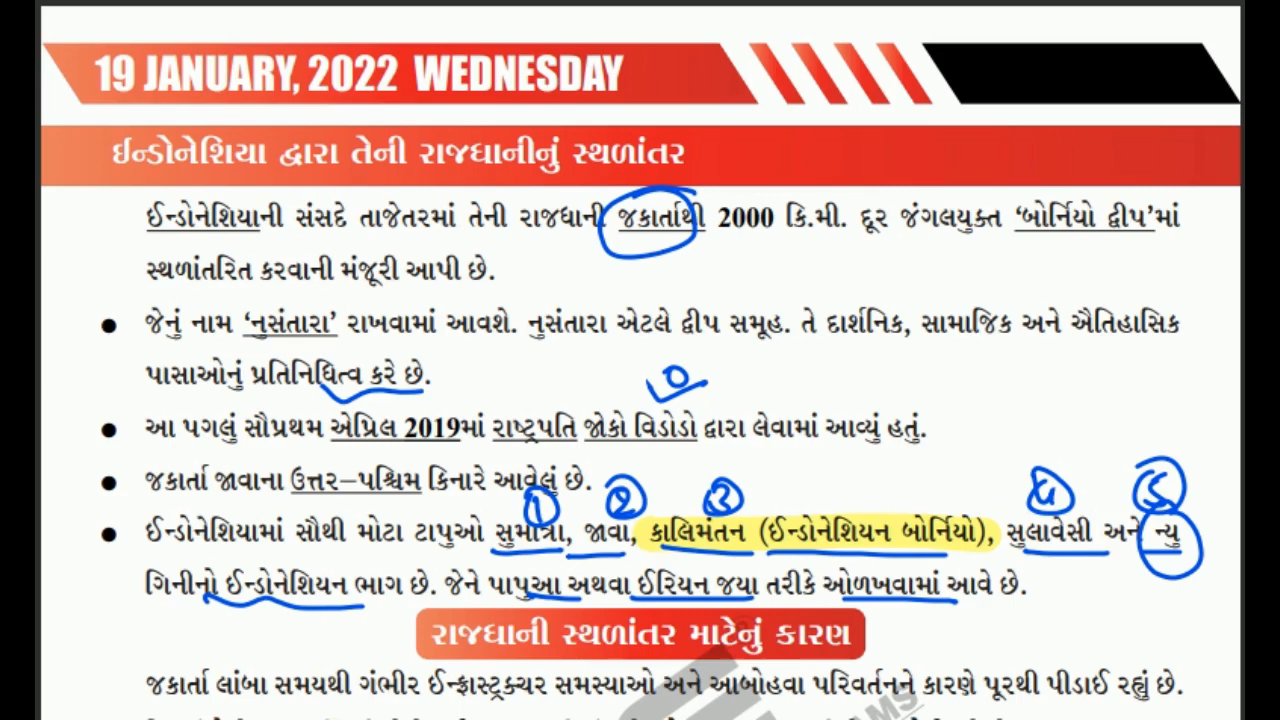 19 JANUARY, 2022 WEDNESDAY
ઈન્ડોનેશિયા દ્વારા તેની રાજધાનીનું સ્થળાંતર
ઈન્ડોનેશિયાની સંસદે તાજેતરમાં તેની રાજધાની જકાર્તાથી 2000 કિ.મી. દૂર જંગલયુક્ત ‘બોર્નિયો દ્વીપ’માં
સ્થળાંતરિત કરવાની મંજૂરી આપી છે.
● જેનું નામ ‘નુસંતારા’ રાખવામાં આવશે. નુસંતારા એટલે દ્વીપ સમૂહ. તે દાર્શનિક, સામાજિક અને ઐતિહાસિક
પાસાઓનું પ્રતિનિધિત્વ કરે છે.
● આ પગલું સૌપ્રથમ એપ્રિલ 2019માં રાષ્ટ્રપતિ જોકો વિડોડો દ્વારા લેવામાં આવ્યું હતું.
● જકાર્તા જાવાના ઉત્તર–પશ્ચિમ કિનારે આવેલું છે.
1 2 3
● ઈન્ડોનેશિયામાં સૌથી મોટા ટાપુઓ સુમાત્રા, જાવા, કાલિમંતન (ઈન્ડોનેશિયન બોર્નિયો), સુલાવેસી અને ન્યુ
ગિનીનો ઈન્ડોનેશિયન ભાગ છે. જેને પાપુઆ અથવા ઈરિયન જયા તરીકે ઓળખવામાં આવે છે.
રાજધાની સ્થળાંતર માટેનું કારણ
જકાર્તા લાંબા સમયથી ગંભીર ઈન્ફ્રાસ્ટ્રક્ચર સમસ્યાઓ અને આબોહવા પરિવર્તનને કારણે પૂરથી પીડાઈ રહ્યું છે.